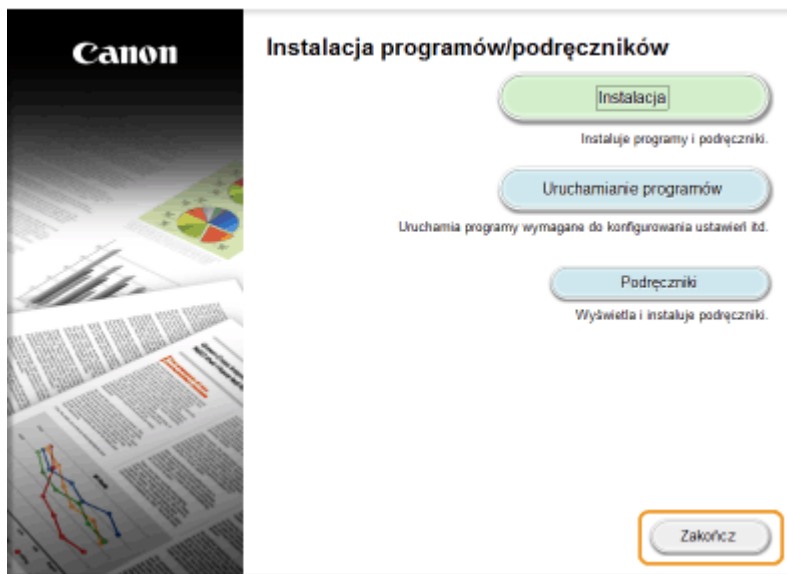 Canon
Instalacja programów/podręczników
Instalacja
Instaluje programy i podręczniki.
Uruchamianie programów
Uruchamia programy wymagane do konfigurowania ustawień itd.
Podręczniki
Wyświetla i instaluje podręczniki.
Zakończ